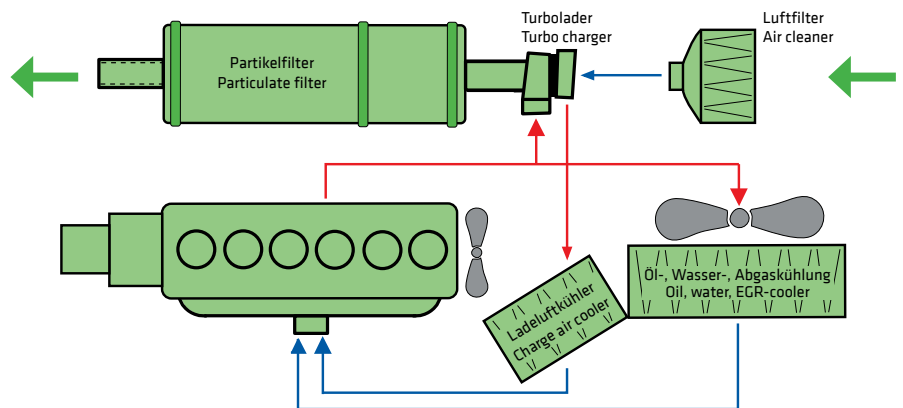 Turbolader
Turbo charger
Luftfilter
Air cleaner
Partikelfilter
Particulate filter
Öl-, Wasser-, Abgaskühlung
Oil, water, EGR-cooler
Ladeluftkühler
Charge air cooler